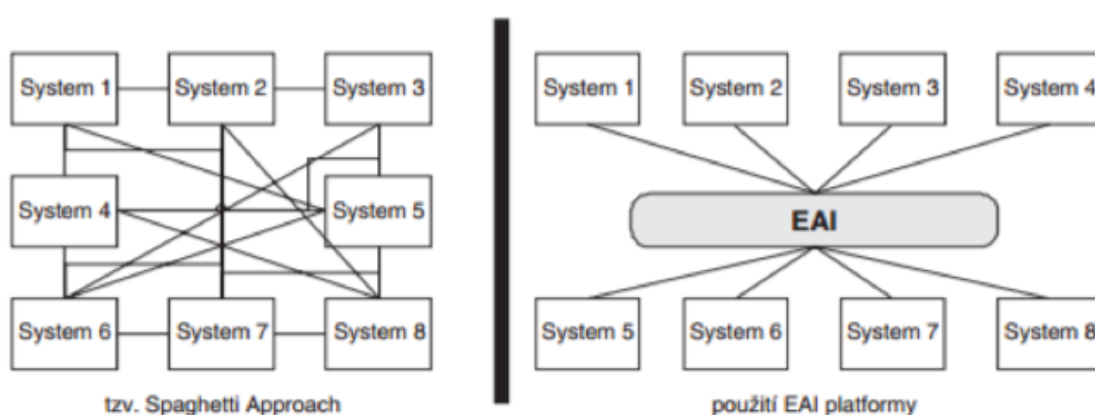 System 1
System 2
System 3
System 4
System 5
System 6
System 7
System 8
tzv. Spaghetti Approach
System 1
System 2
System 3
System 4
EAI
System 5
System 6
System 7
System 8
použití EAI platformy